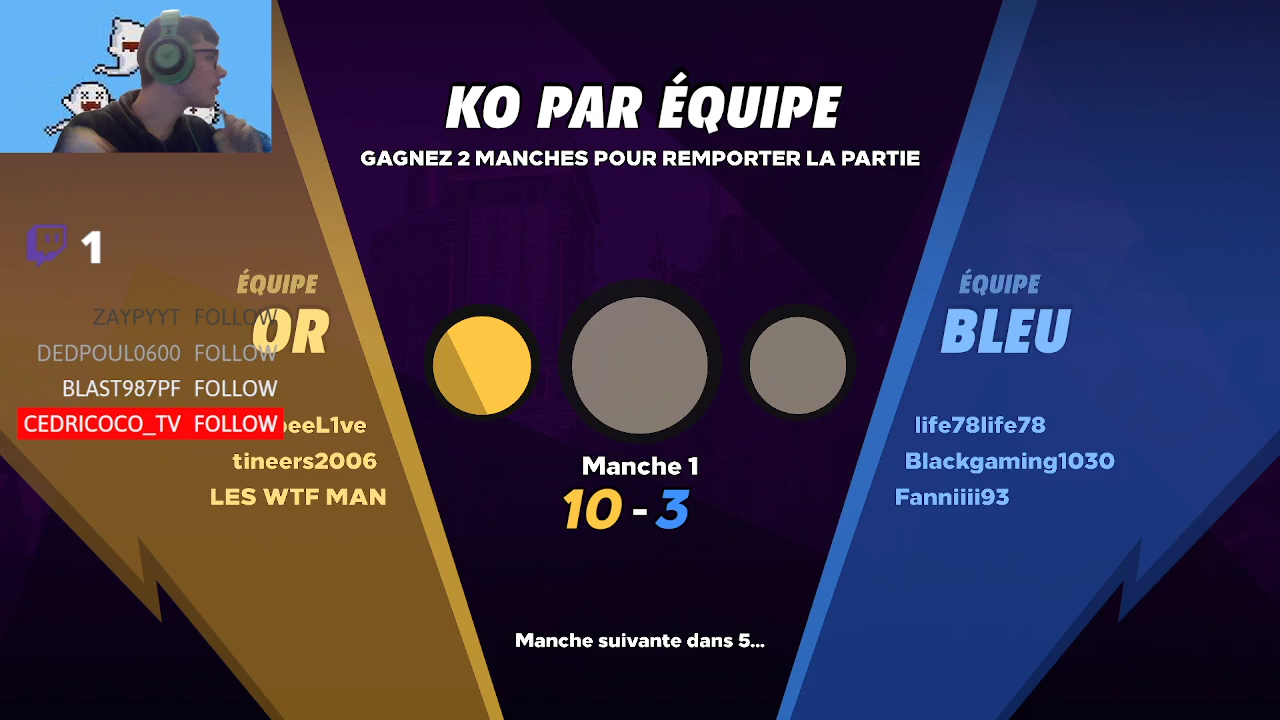 KO PAR ÉQUIPE
GAGNEZ 2 MANCHES POUR REMPORTER LA PARTIE
1
ÉQUIPE
OR
ZAYPYYT FOLLOW
DEDPOUL0600 FOLLOW
BLAST987PF FOLLOW
CEDRICOCO_TV FOLLOW
tineers2006
LES WTF MAN
Manche 1
10 - 3
ÉQUIPE
BLEU
life78life78
Blackgaming1030
Fanniiii93
Manche suivante dans 5...